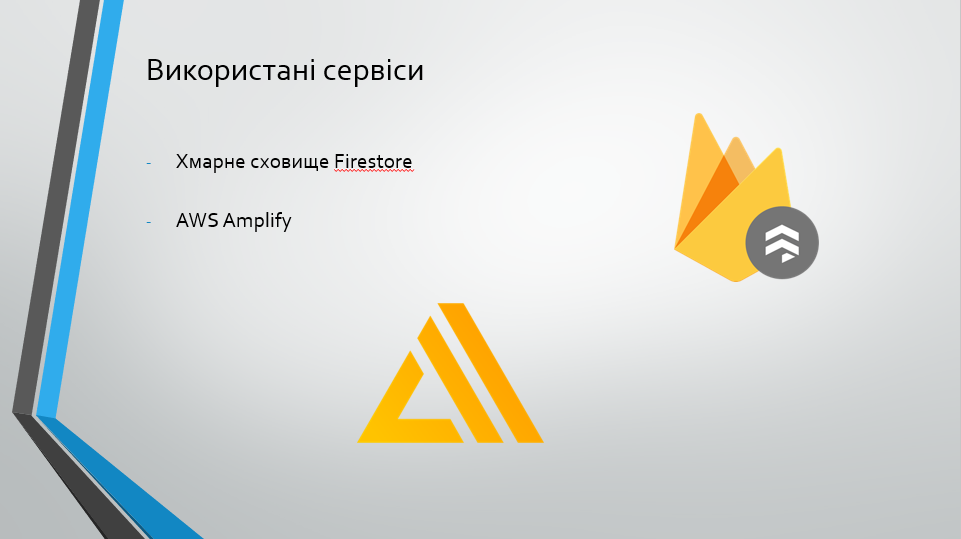 Використані сервіси
- Хмарне сховище Firestore
- AWS Amplify